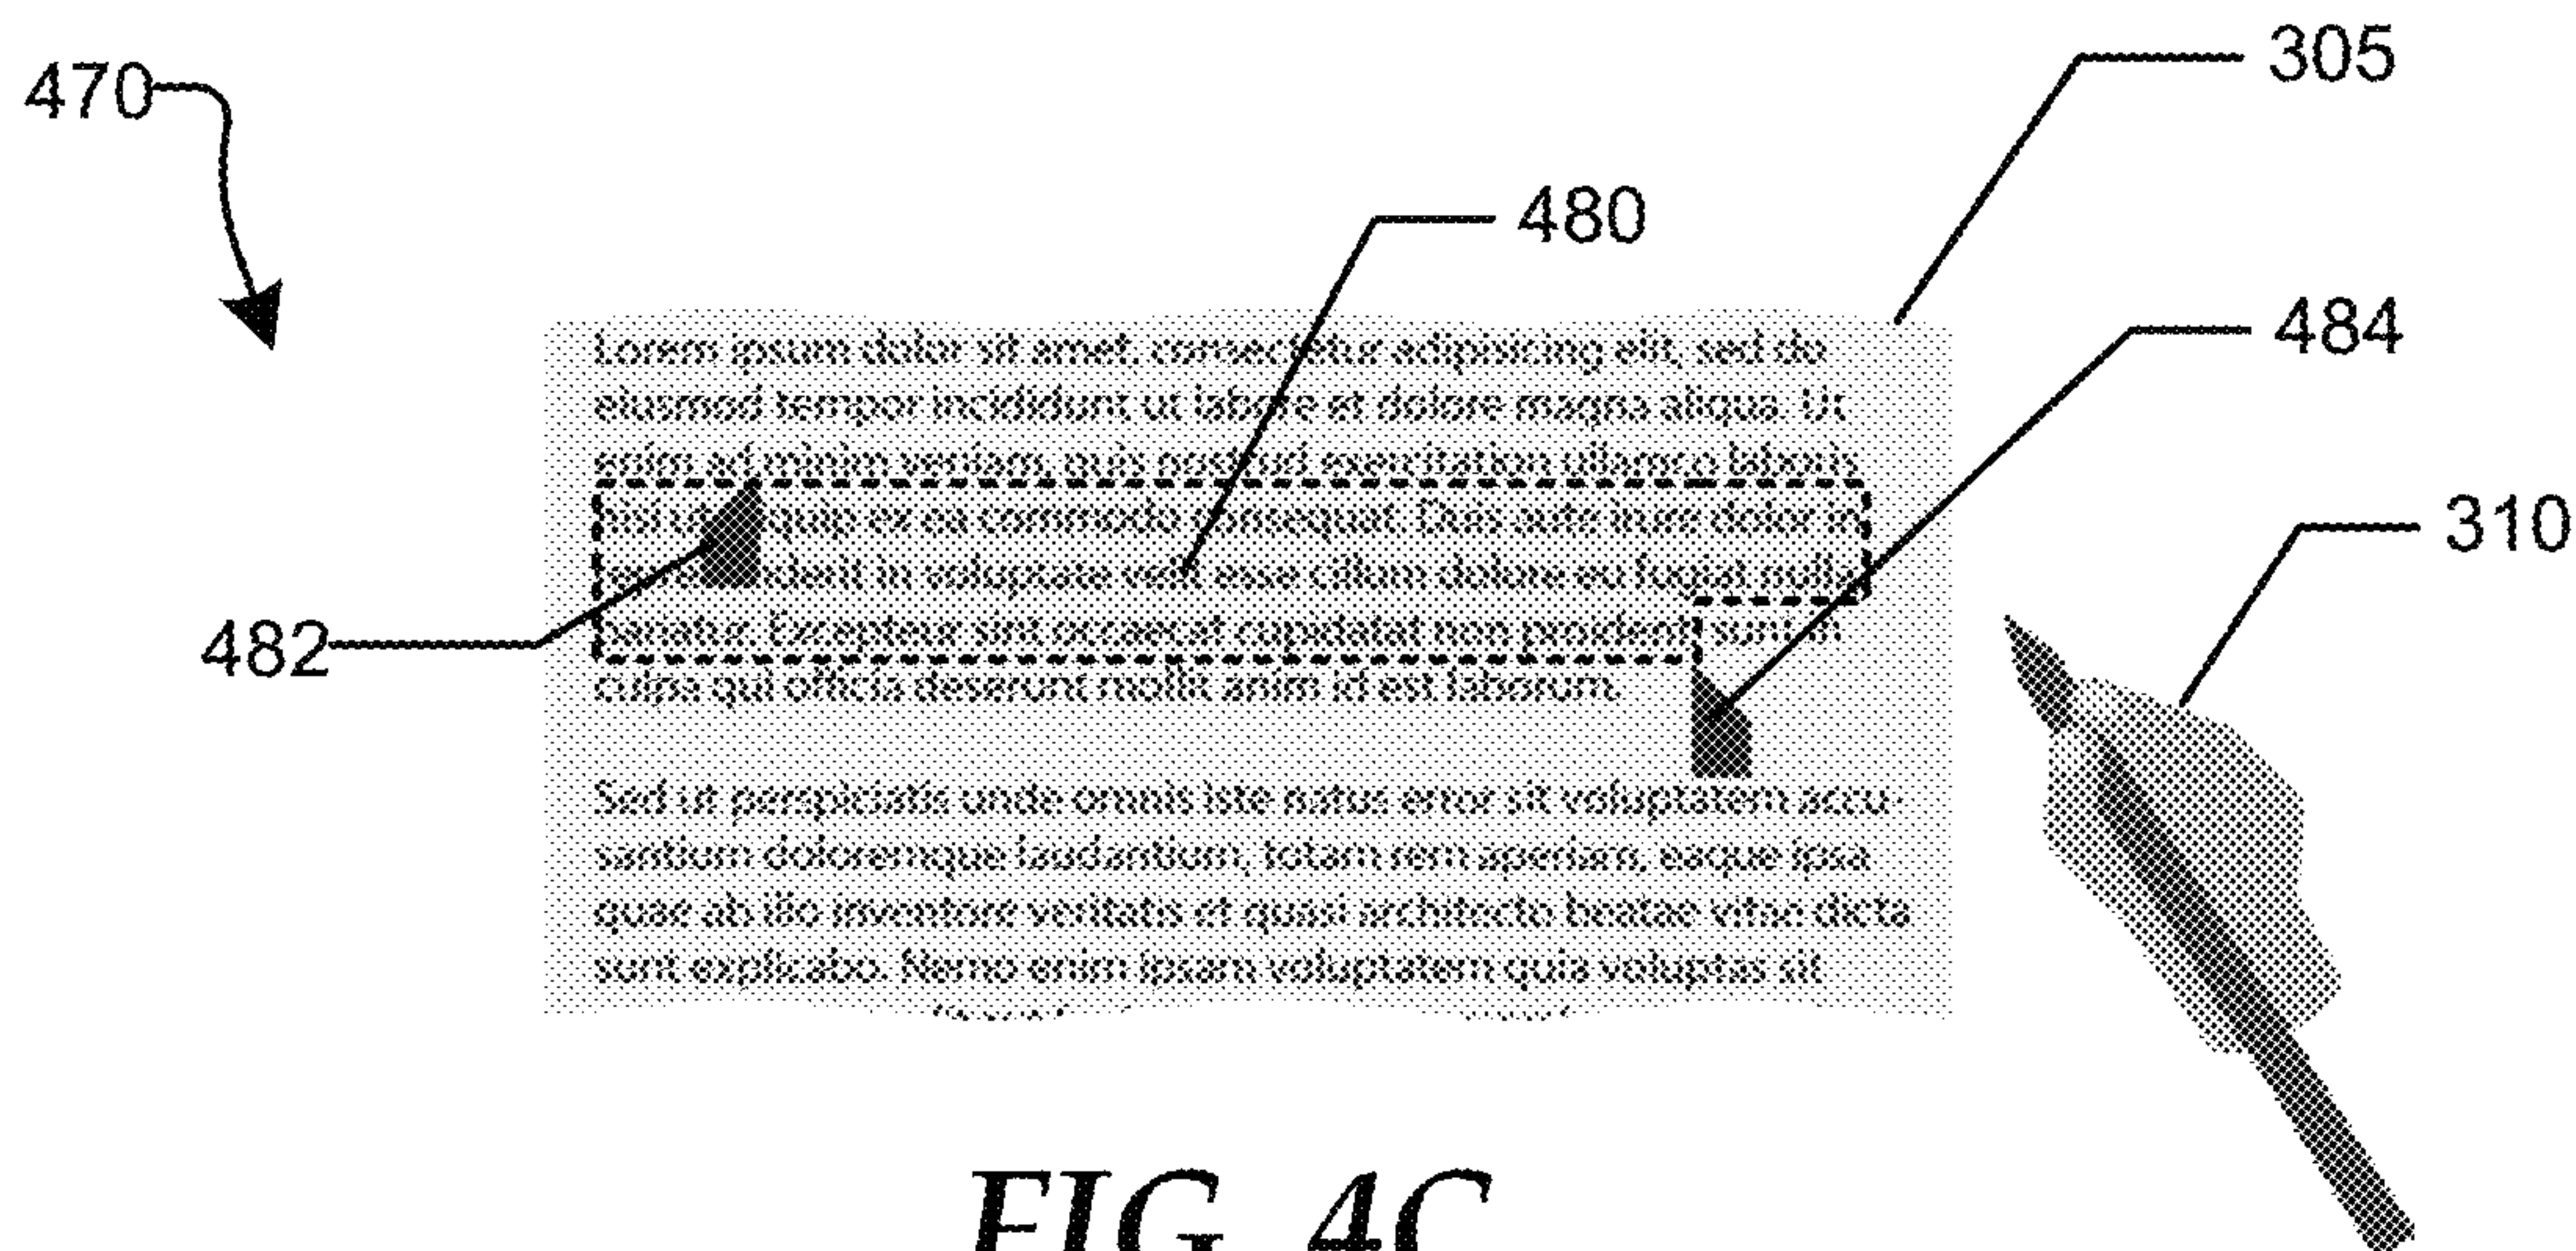 470
305
480
484
310
482
Lorem ipsum dolor sit amet, consectetur adipisicing elit, sed do
eiusmod tempor incididunt ut labore et dolore magna aliqua. Ut
enim ad minim veniam, quis nostrud exercitation ullamco laboris
nisi ut quip ex ea commodo consequat. Duis aute irure dolor in
in voluptate velit esse cillum dolore eu fugiat nulla
pariatur. Excepteur sint occaecat cupidatat non proident, sunt in
culpa qui officia deserunt mollit anim id est laborum.
Sed ut perspiciatis unde omnis iste natus error sit voluptatem accu-
santium doloremque laudantium, totam rem aperiam, eaque ipsa
quae ab illo inventore veritatis et quasi architecto beatae vitae dicta
sunt explicabo. Nemo enim ipsam voluptatem quia voluptas sit
FIG. 4C